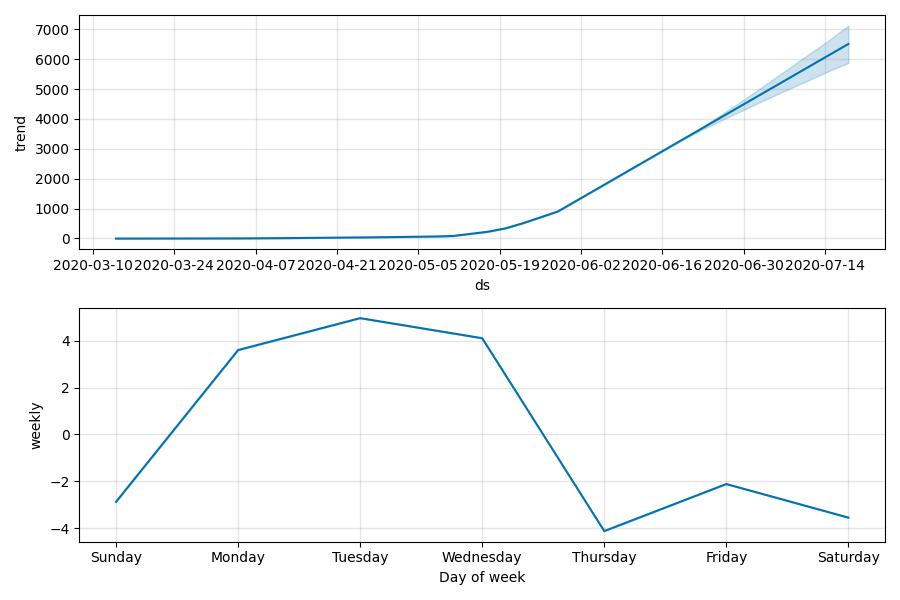 7000
6000
5000
4000
3000
2000
1000
0
trend
2020-03-10 2020-03-24 2020-04-07 2020-04-21 2020-05-05 2020-05-19 2020-06-02 2020-06-16 2020-06-30 2020-07-14
ds
4
2
0
−2
−4
weekly
Sunday Monday Tuesday Wednesday Thursday Friday Saturday
Day of week